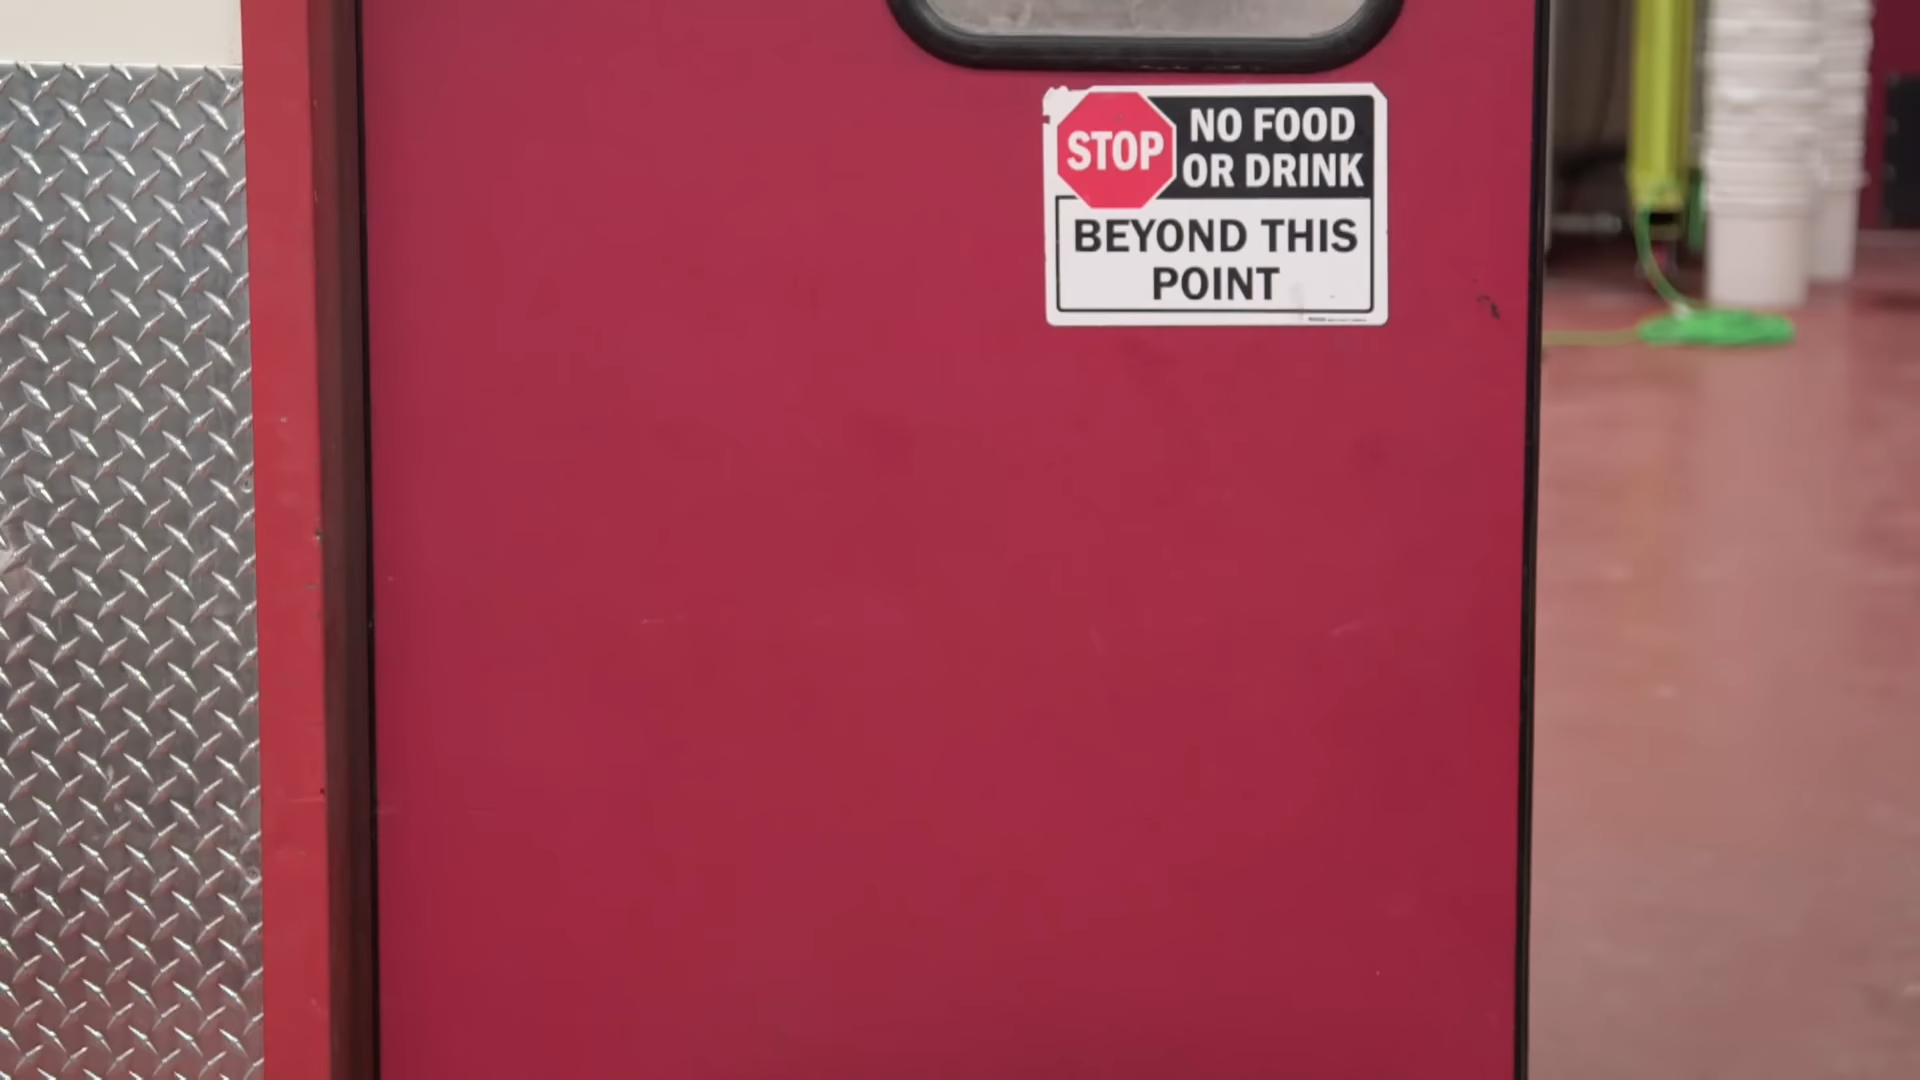 STOP
NO FOOD
OR DRINK
BEYOND THIS
POINT